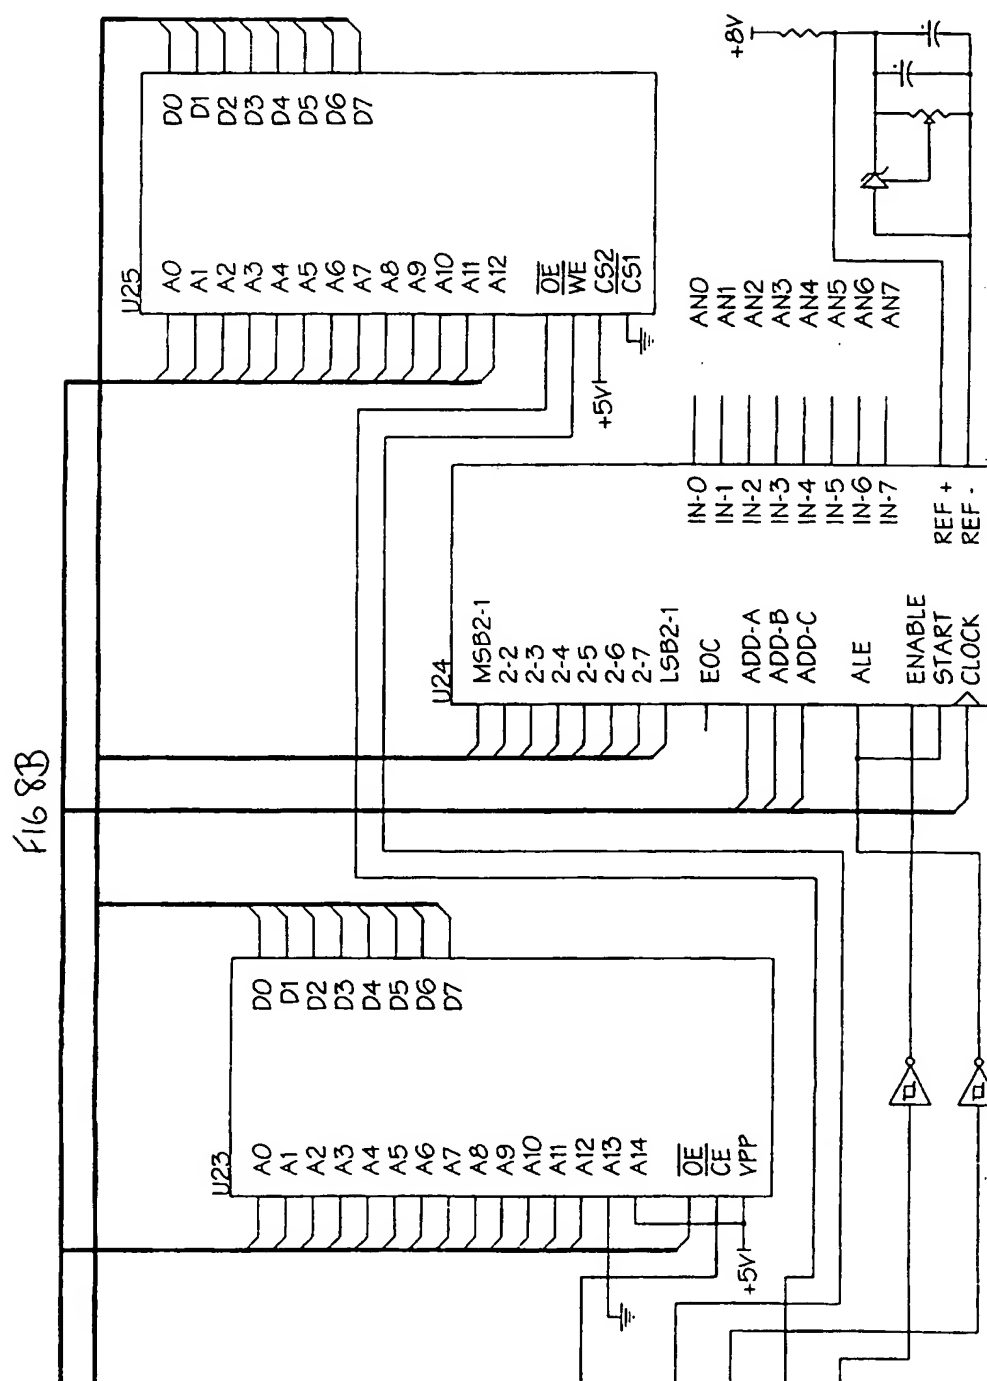 FIG 8B
U23
A0
A1
A2
A3
A4
A5
A6
A7
A8
A9
A10
A11
A12
A13
A14
OE
CE
VPP
D0
D1
D2
D3
D4
D5
D6
D7
+5V
U24
MSB2-1
2-2
2-3
2-4
2-5
2-6
2-7
LSB2-1
EOC
ADD-A
ADD-B
ADD-C
ALE
ENABLE
START
CLOCK
IN-0
IN-1
IN-2
IN-3
IN-4
IN-5
IN-6
IN-7
REF +
REF -
AN0
AN1
AN2
AN3
AN4
AN5
AN6
AN7
U25
A0
A1
A2
A3
A4
A5
A6
A7
A8
A9
A10
A11
A12
OE
WE
CS2
CS1
D0
D1
D2
D3
D4
D5
D6
D7
+5V
+8V